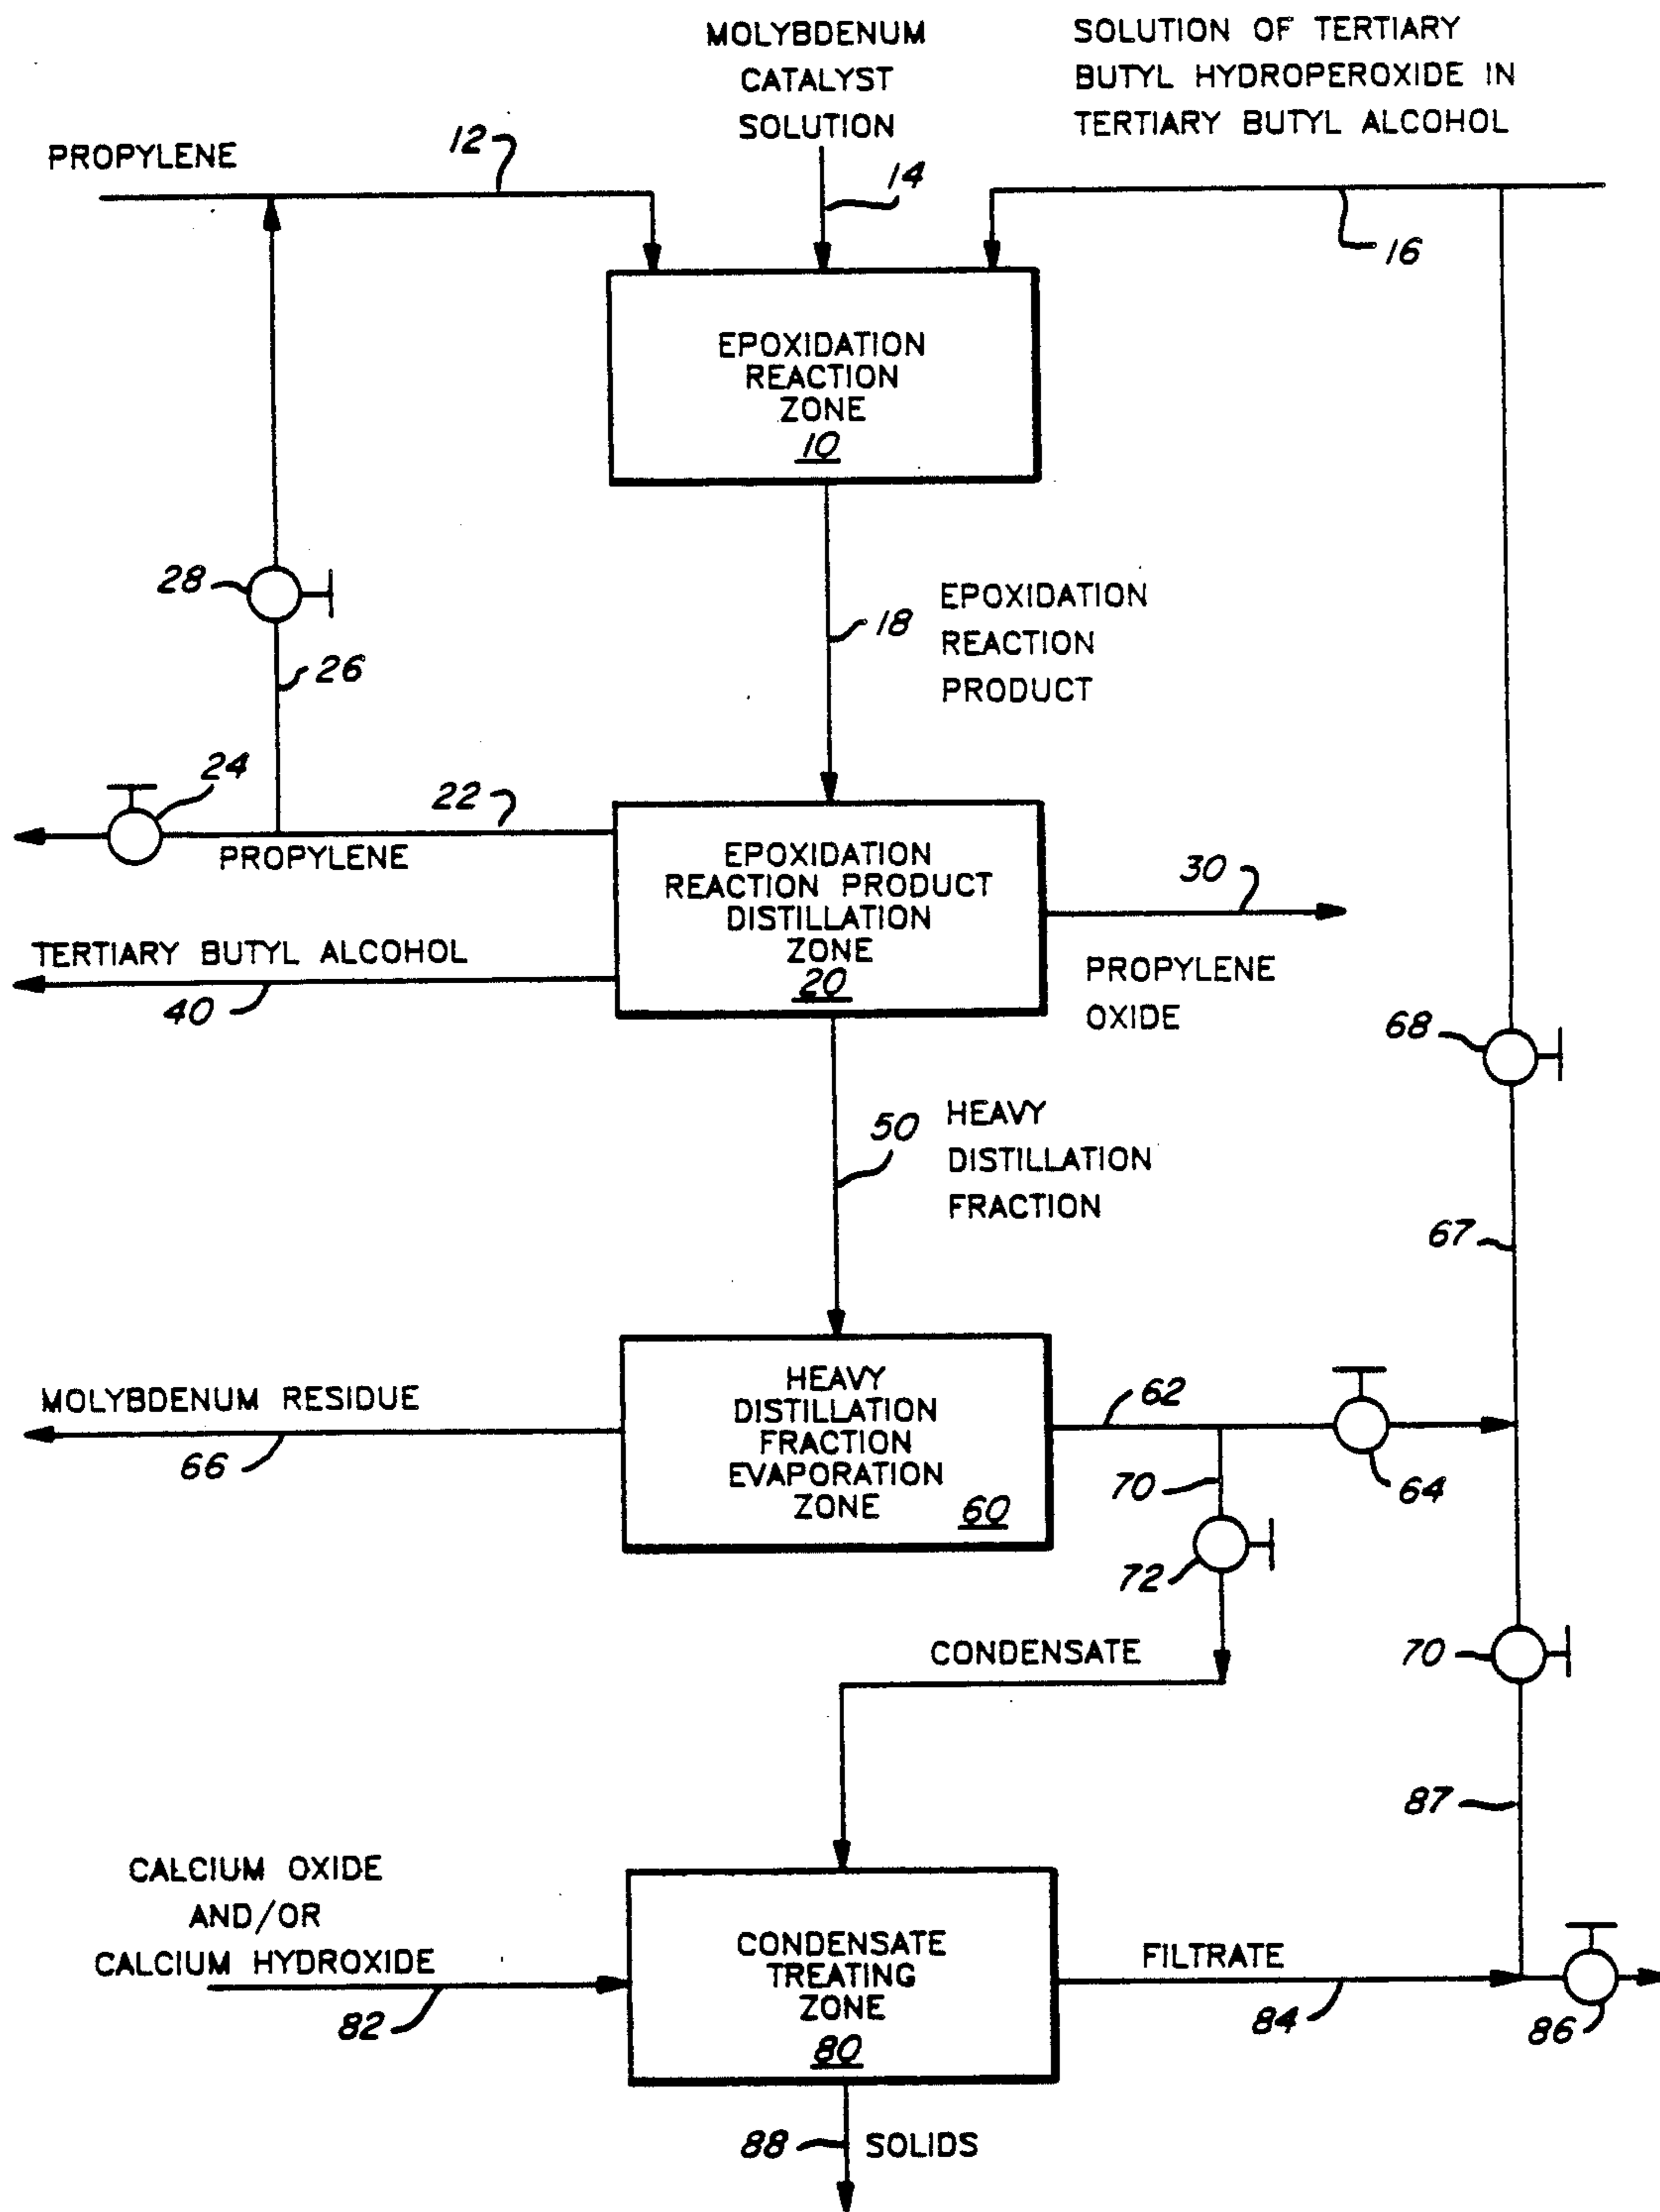 MOLYBDENUM
CATALYST
SOLUTION
SOLUTION OF TERTIARY
BUTYL HYDROPEROXIDE IN
TERTIARY BUTYL ALCOHOL
PROPYLENE
12
14
16
EPOXIDATION
REACTION
ZONE
10
28
26
18
EPOXIDATION
REACTION
PRODUCT
24
22
PROPYLENE
EPOXIDATION
REACTION PRODUCT
DISTILLATION
ZONE
20
30
PROPYLENE
OXIDE
TERTIARY BUTYL ALCOHOL
40
68
50
HEAVY
DISTILLATION
FRACTION
67
MOLYBDENUM RESIDUE
66
HEAVY
DISTILLATION
FRACTION
EVAPORATION
ZONE
60
62
64
70
72
70
CONDENSATE
87
CALCIUM OXIDE
AND/OR
CALCIUM HYDROXIDE
82
CONDENSATE
TREATING
ZONE
80
FILTRATE
84
86
88
SOLIDS